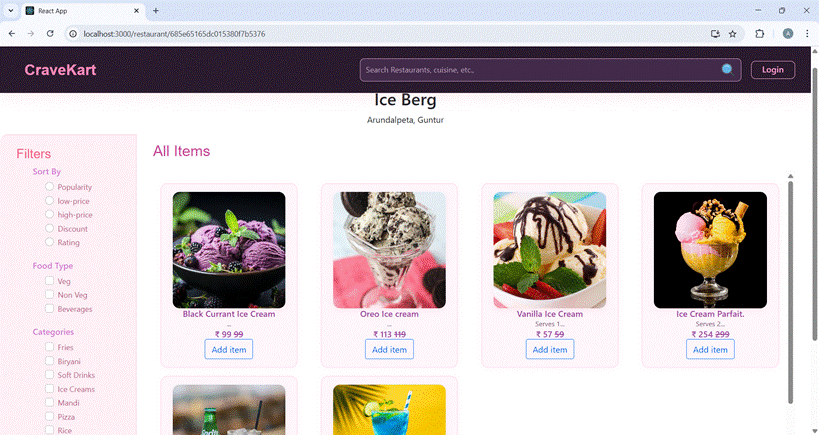 React App
localhost:3000/restaurant/685e65165dc015380f7b5376
A
CraveKart
Search Restaurants, cuisine, etc.,
Login
Ice Berg
Arundalpeta, Guntur
Filters
Sort By
Popularity
low-price
high-price
Discount
Rating
Food Type
Veg
Non Veg
Beverages
Categories
Fries
Biryani
Soft Drinks
Ice Creams
Mandi
Pizza
Rice
All Items
Black Currant Ice Cream
...
₹ 99 99
Add item
Oreo Ice cream
...
₹ 113 119
Add item
Vanilla Ice Cream
Serves 1...
₹ 57 59
Add item
Ice Cream Parfait.
Serves 2...
₹ 254 299
Add item